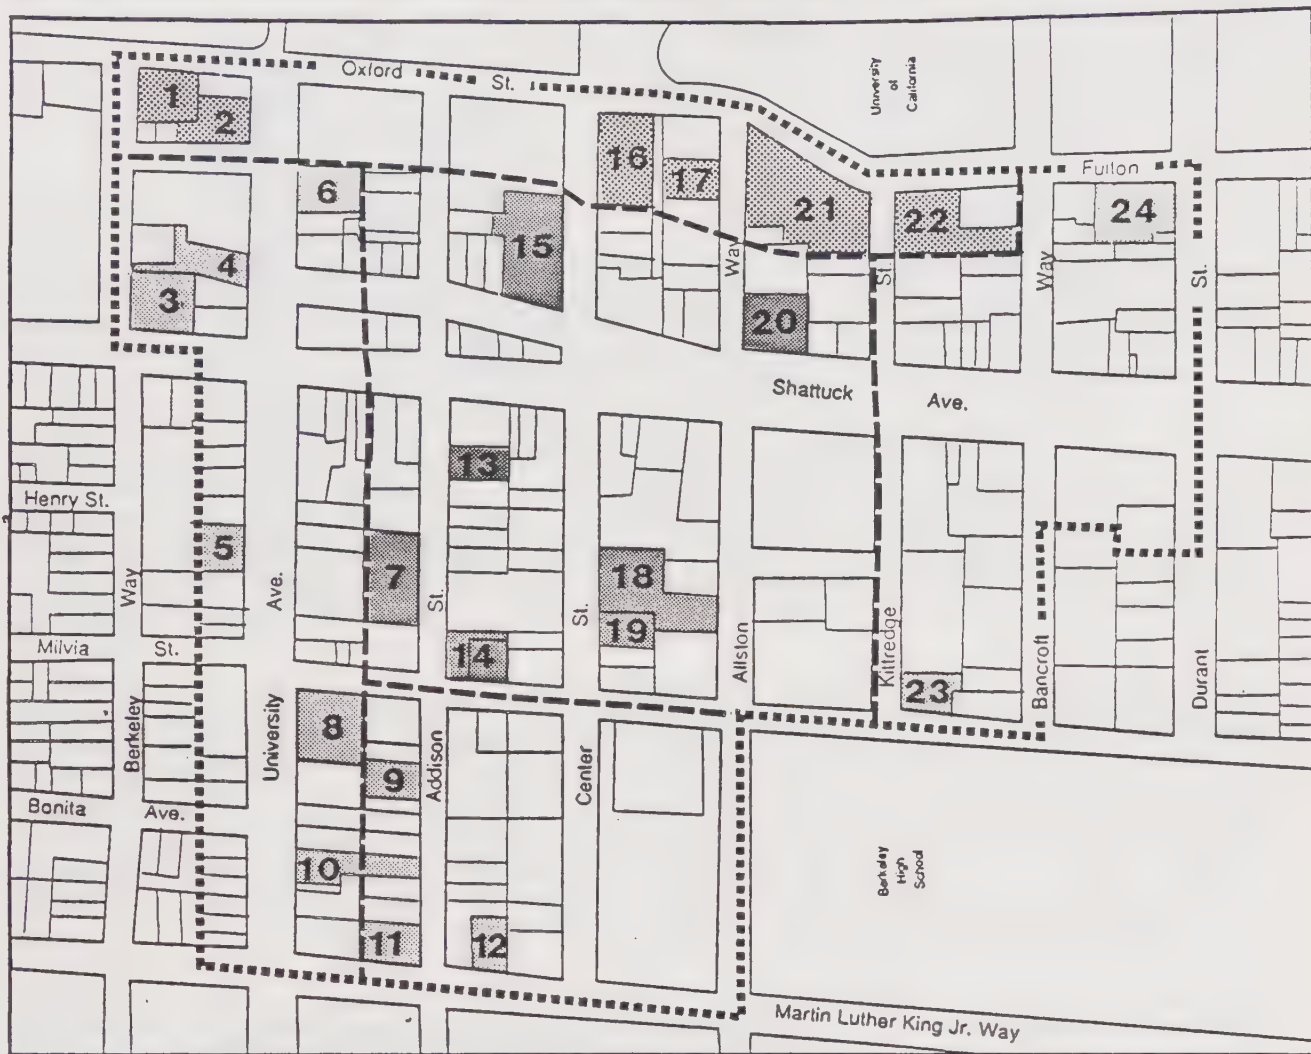 Oxford St.
University
of
California
1
2
16
17
Fulton
6
21
22
24
15
Way
St.
Way
St.
4
3
20
Shattuck Ave.
13
Henry St.
5
7
18
Way
Ave.
St.
St.
19
14
Milvia St.
Allston
Kittredge
23
Bancroft
Durant
Berkeley
University
8
Addison
Center
9
Bonita Ave.
10
Berkeley
High
School
11
12
Martin Luther King Jr. Way